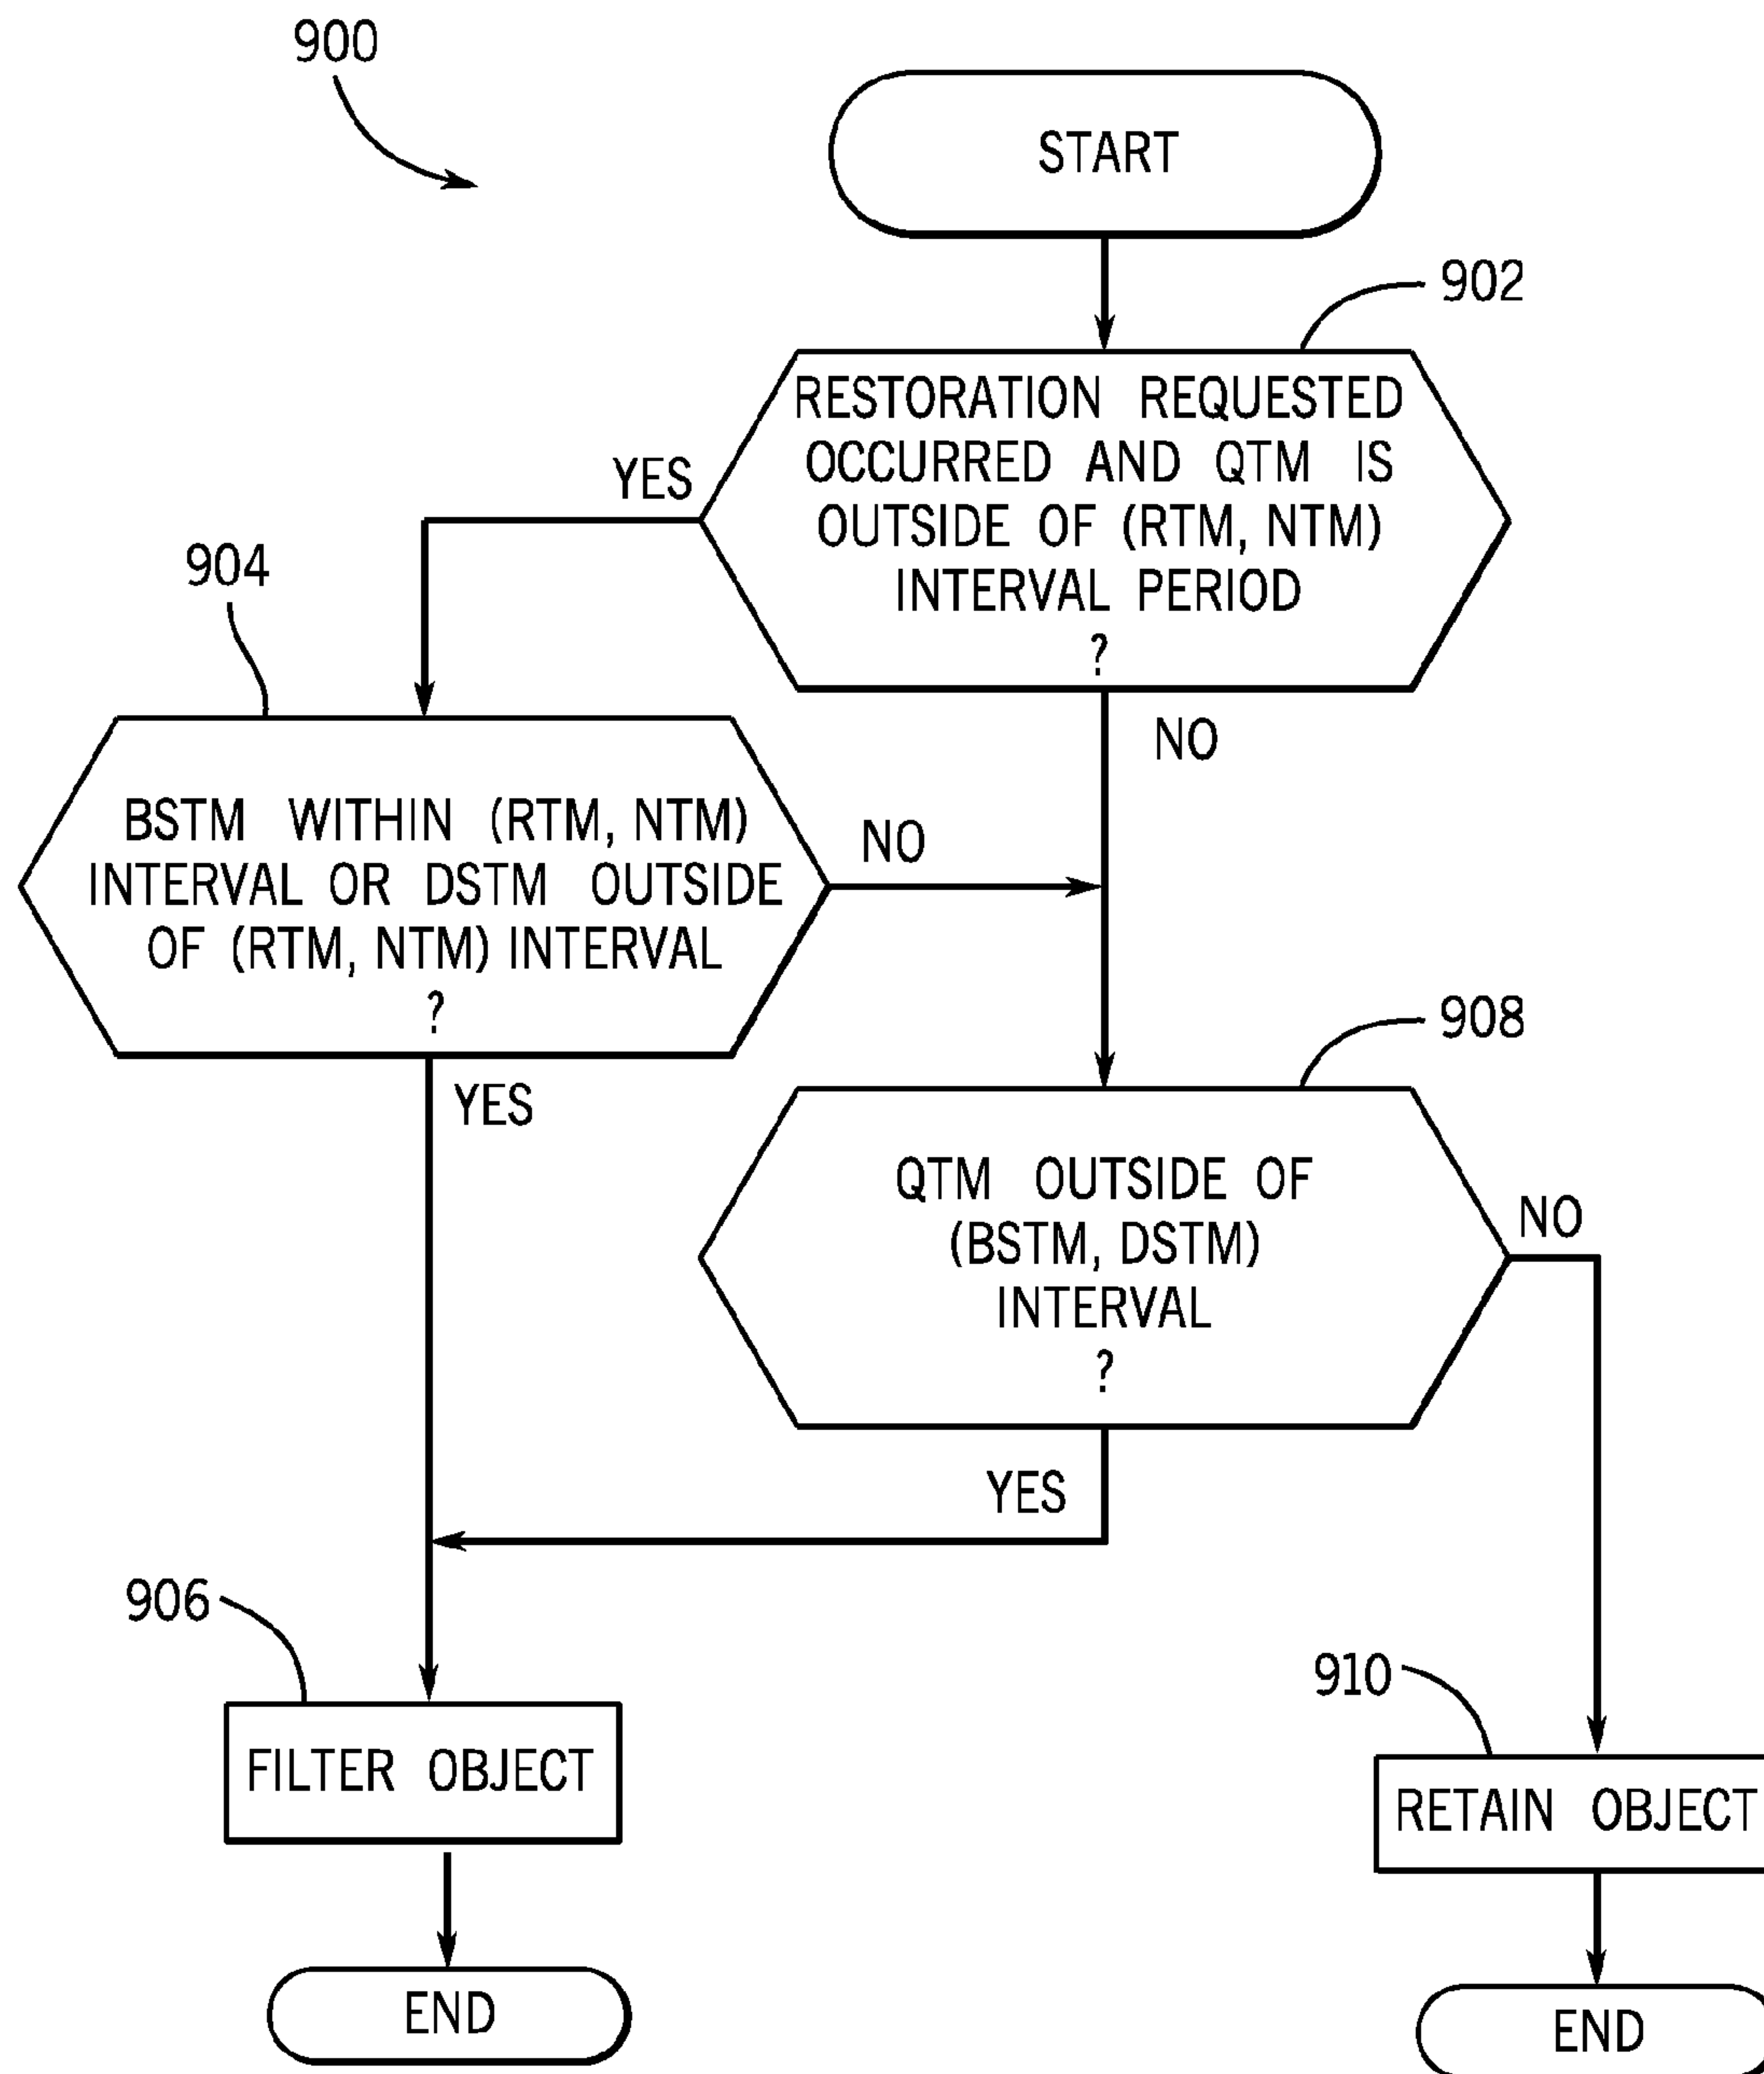 900
START
902
RESTORATION REQUESTED
OCCURRED AND QTM IS
OUTSIDE OF (RTM, NTM)
INTERVAL PERIOD
?
YES
NO
904
BSTM WITHIN (RTM, NTM)
INTERVAL OR DSTM OUTSIDE
OF (RTM, NTM) INTERVAL
?
NO
YES
908
QTM OUTSIDE OF
(BSTM, DSTM)
INTERVAL
?
NO
YES
906
FILTER OBJECT
END
910
RETAIN OBJECT
END